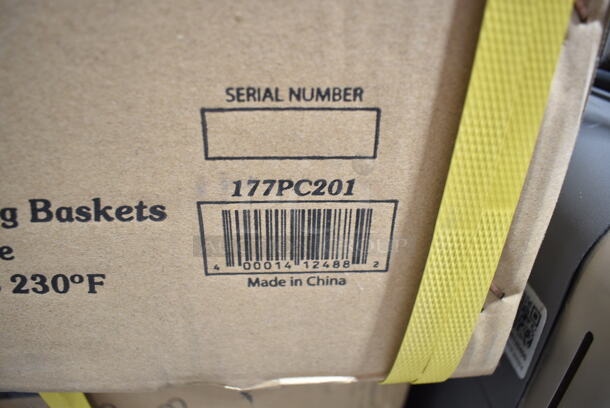 SERIAL NUMBER
177PC201
g Baskets
e
230°F
4 00014 12488 2
Made in China